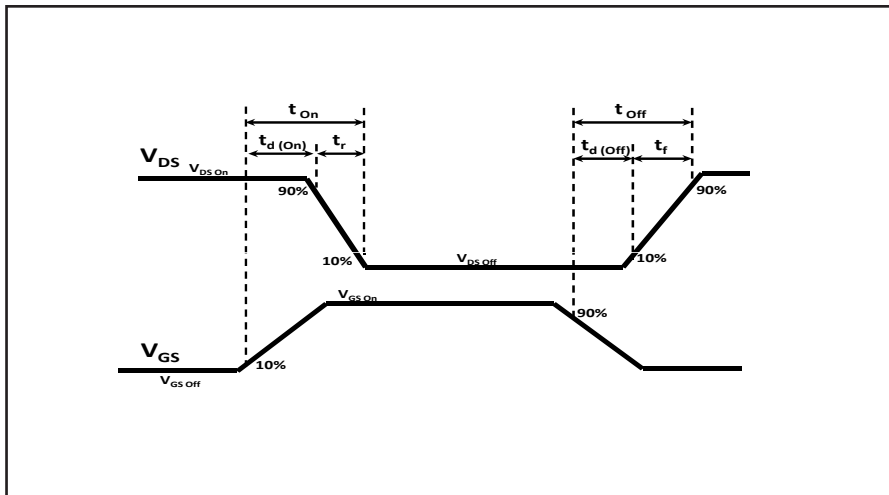 t On
t Off
t d (On)
t r
t d (Off)
t f
V DS
V DS On
90%
90%
10%
V DS Off
10%
V GS On
90%
V GS
10%
V GS Off